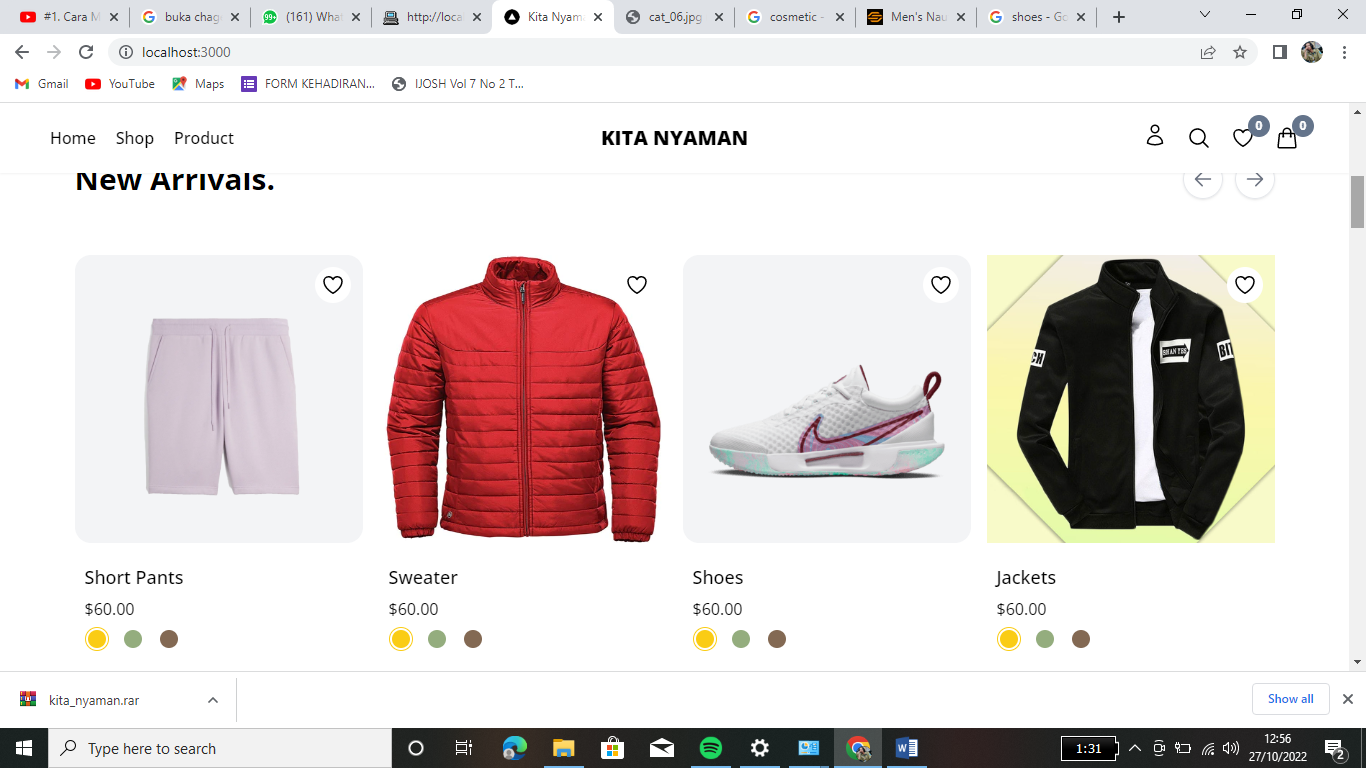 #1. Cara M
buka chag
(161) What
http://loca
Kita Nyam
cat_06.jpg
cosmetic -
Men's Nau
shoes - Go
localhost:3000
Gmail
YouTube
Maps
FORM KEHADIRAN...
IJOSH Vol 7 No 2 T...
Home Shop Product
KITA NYAMAN
0
0
New Arrivals.
Short Pants
$60.00
Sweater
$60.00
Shoes
$60.00
Jackets
$60.00
kita_nyaman.rar
Show all
Type here to search
1:31
12:56
27/10/2022
2